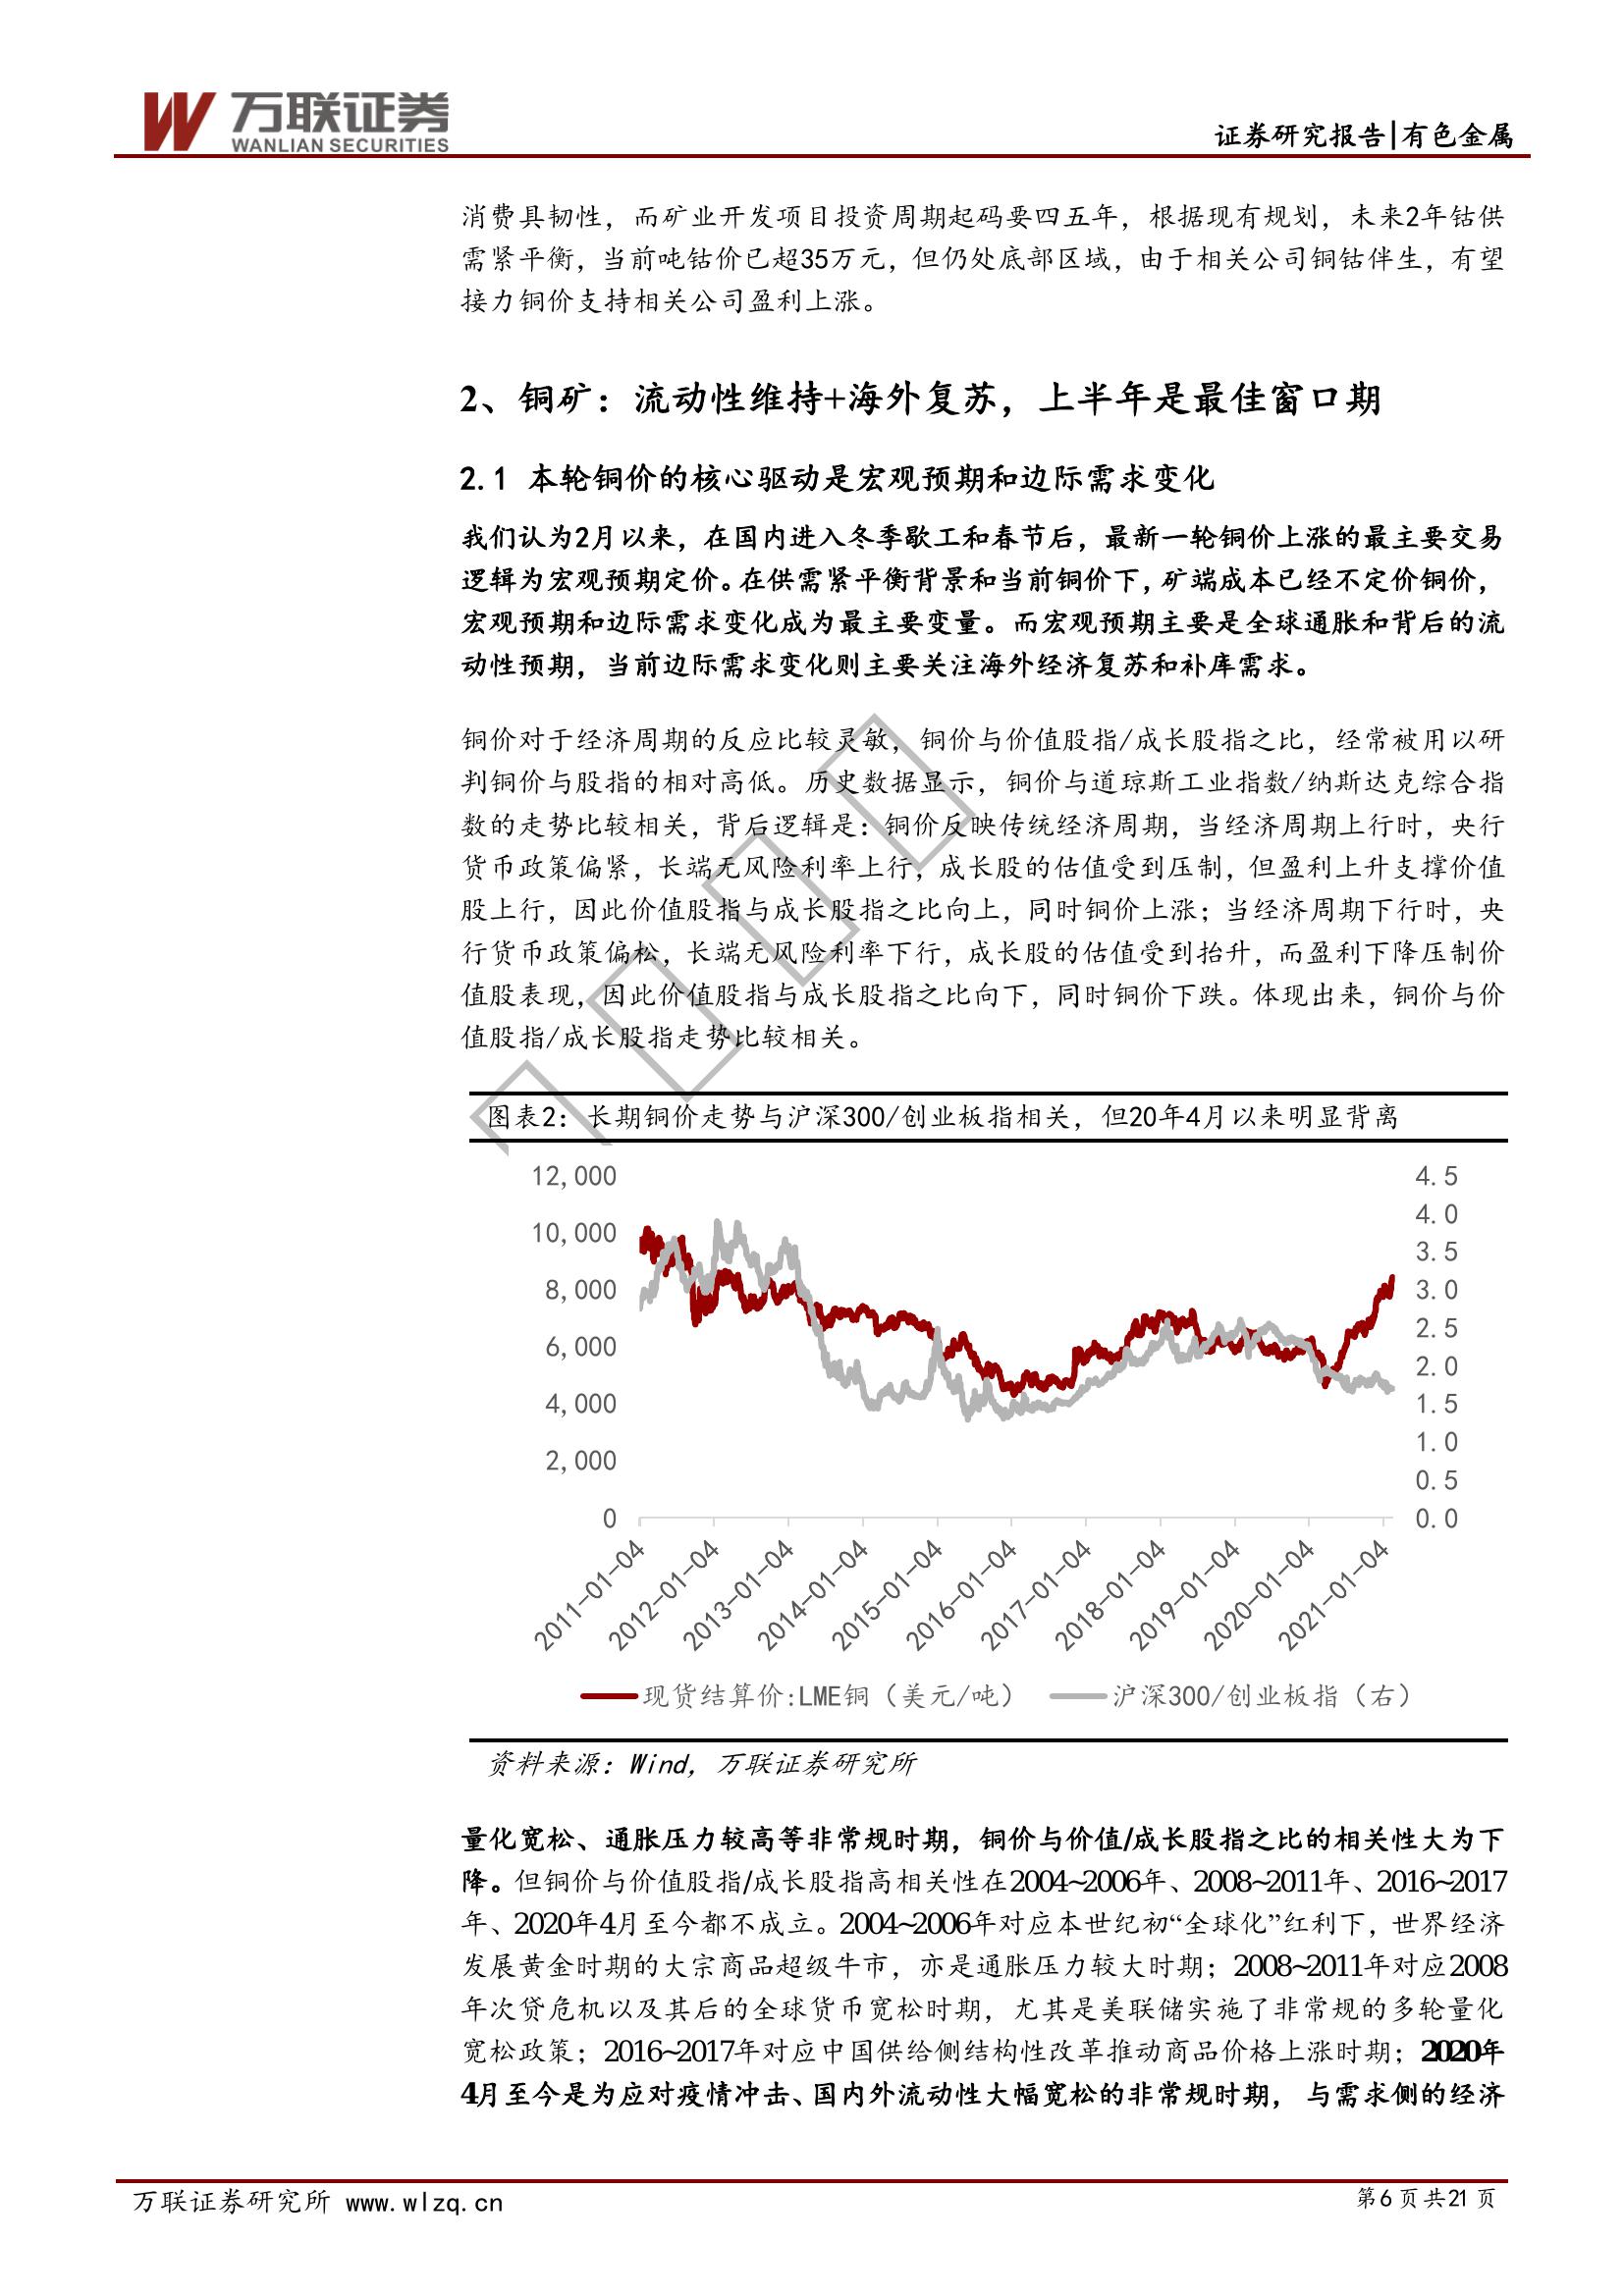 万联证券
WANLIAN SECURITIES
证券研究报告|有色金属
消费具韧性，而矿业开发项目投资周期起码要四五年，根据现有规划，未来2年钴供
需紧平衡，当前吨钴价已超35万元，但仍处底部区域，由于相关公司铜钴伴生，有望
接力铜价支持相关公司盈利上涨。
2、铜矿：流动性维持+海外复苏，上半年是最佳窗口期
2.1 本轮铜价的核心驱动是宏观预期和边际需求变化
我们认为2月以来，在国内进入冬季歇工和春节后，最新一轮铜价上涨的最主要交易
逻辑为宏观预期定价。在供需紧平衡背景和当前铜价下，矿端成本已经不定价铜价，
宏观预期和边际需求变化成为最主要变量。而宏观预期主要是全球通胀和背后的流
动性预期，当前边际需求变化则主要关注海外经济复苏和补库需求。
铜价对于经济周期的反应比较灵敏，铜价与价值股指/成长股指之比，经常被用以研
判铜价与股指的相对高低。历史数据显示，铜价与道琼斯工业指数/纳斯达克综合指
数的走势比较相关，背后逻辑是：铜价反映传统经济周期，当经济周期上行时，央行
货币政策偏紧，长端无风险利率上行，成长股的估值受到压制，但盈利上升支撑价值
股上行，因此价值股指与成长股指之比向上，同时铜价上涨；当经济周期下行时，央
行货币政策偏松，长端无风险利率下行，成长股的估值受到抬升，而盈利下降压制价
值股表现，因此价值股指与成长股指之比向下，同时铜价下跌。体现出来，铜价与价
值股指/成长股指走势比较相关。
图表2：长期铜价走势与沪深300/创业板指相关，但20年4月以来明显背离
12,000
10,000
8,000
6,000
4,000
2,000
0
4.5
4.0
3.5
3.0
2.5
2.0
1.5
1.0
0.5
0.0
2011-01-04
2012-01-04
2013-01-04
2014-01-04
2015-01-04
2016-01-04
2017-01-04
2018-01-04
2019-01-04
2020-01-04
2021-01-04
现货结算价:LME铜（美元/吨）
沪深300/创业板指（右）
资料来源：Wind，万联证券研究所
量化宽松、通胀压力较高等非常规时期，铜价与价值/成长股指之比的相关性大为下
降。但铜价与价值股指/成长股指高相关性在2004~2006年、2008~2011年、2016~2017
年、2020年4月至今都不成立。2004~2006年对应本世纪初“全球化”红利下，世界经济
发展黄金时期的大宗商品超级牛市，亦是通胀压力较大时期；2008~2011年对应2008
年次贷危机以及其后的全球货币宽松时期，尤其是美联储实施了非常规的多轮量化
宽松政策；2016~2017年对应中国供给侧结构性改革推动商品价格上涨时期；2020年
4月至今是为应对疫情冲击、国内外流动性大幅宽松的非常规时期， 与需求侧的经济
万联证券研究所 www.wlzq.cn
第6页共21页